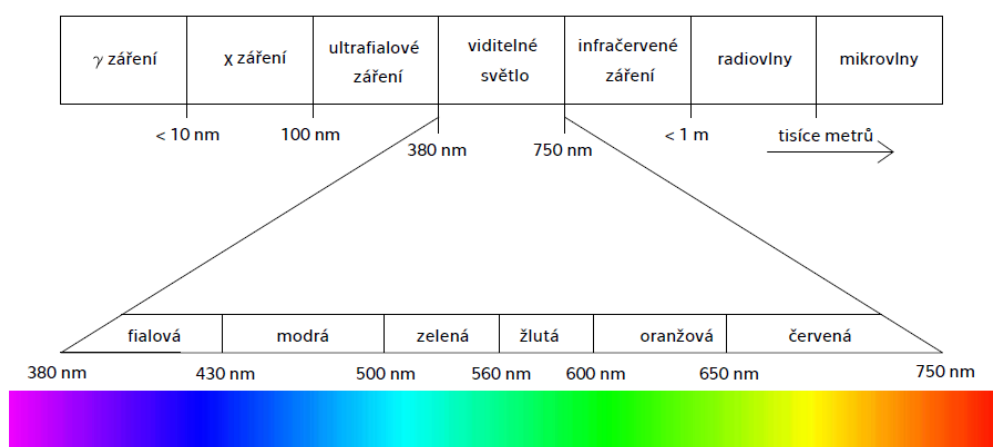 γ záření
χ záření
ultrafialové
záření
viditelné
světlo
infračervené
záření
radiovlny
mikrovlny
< 10 nm
100 nm
380 nm
750 nm
< 1 m
tisíce metrů
fialová
modrá
zelená
žlutá
oranžová
červená
380 nm
430 nm
500 nm
560 nm
600 nm
650 nm
750 nm